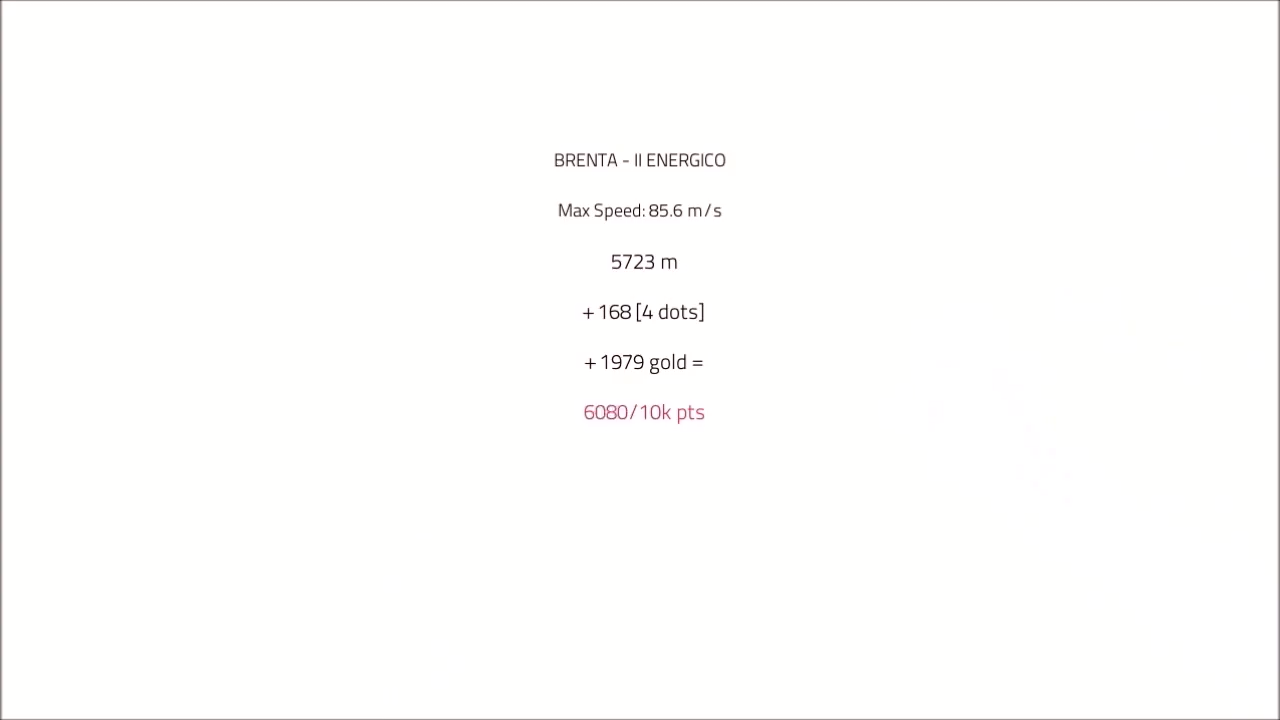 BRENTA - II ENERGICO
Max Speed: 85.6 m/s
5723 m
+168 [4 dots]
+1979 gold =
6080/10k pts